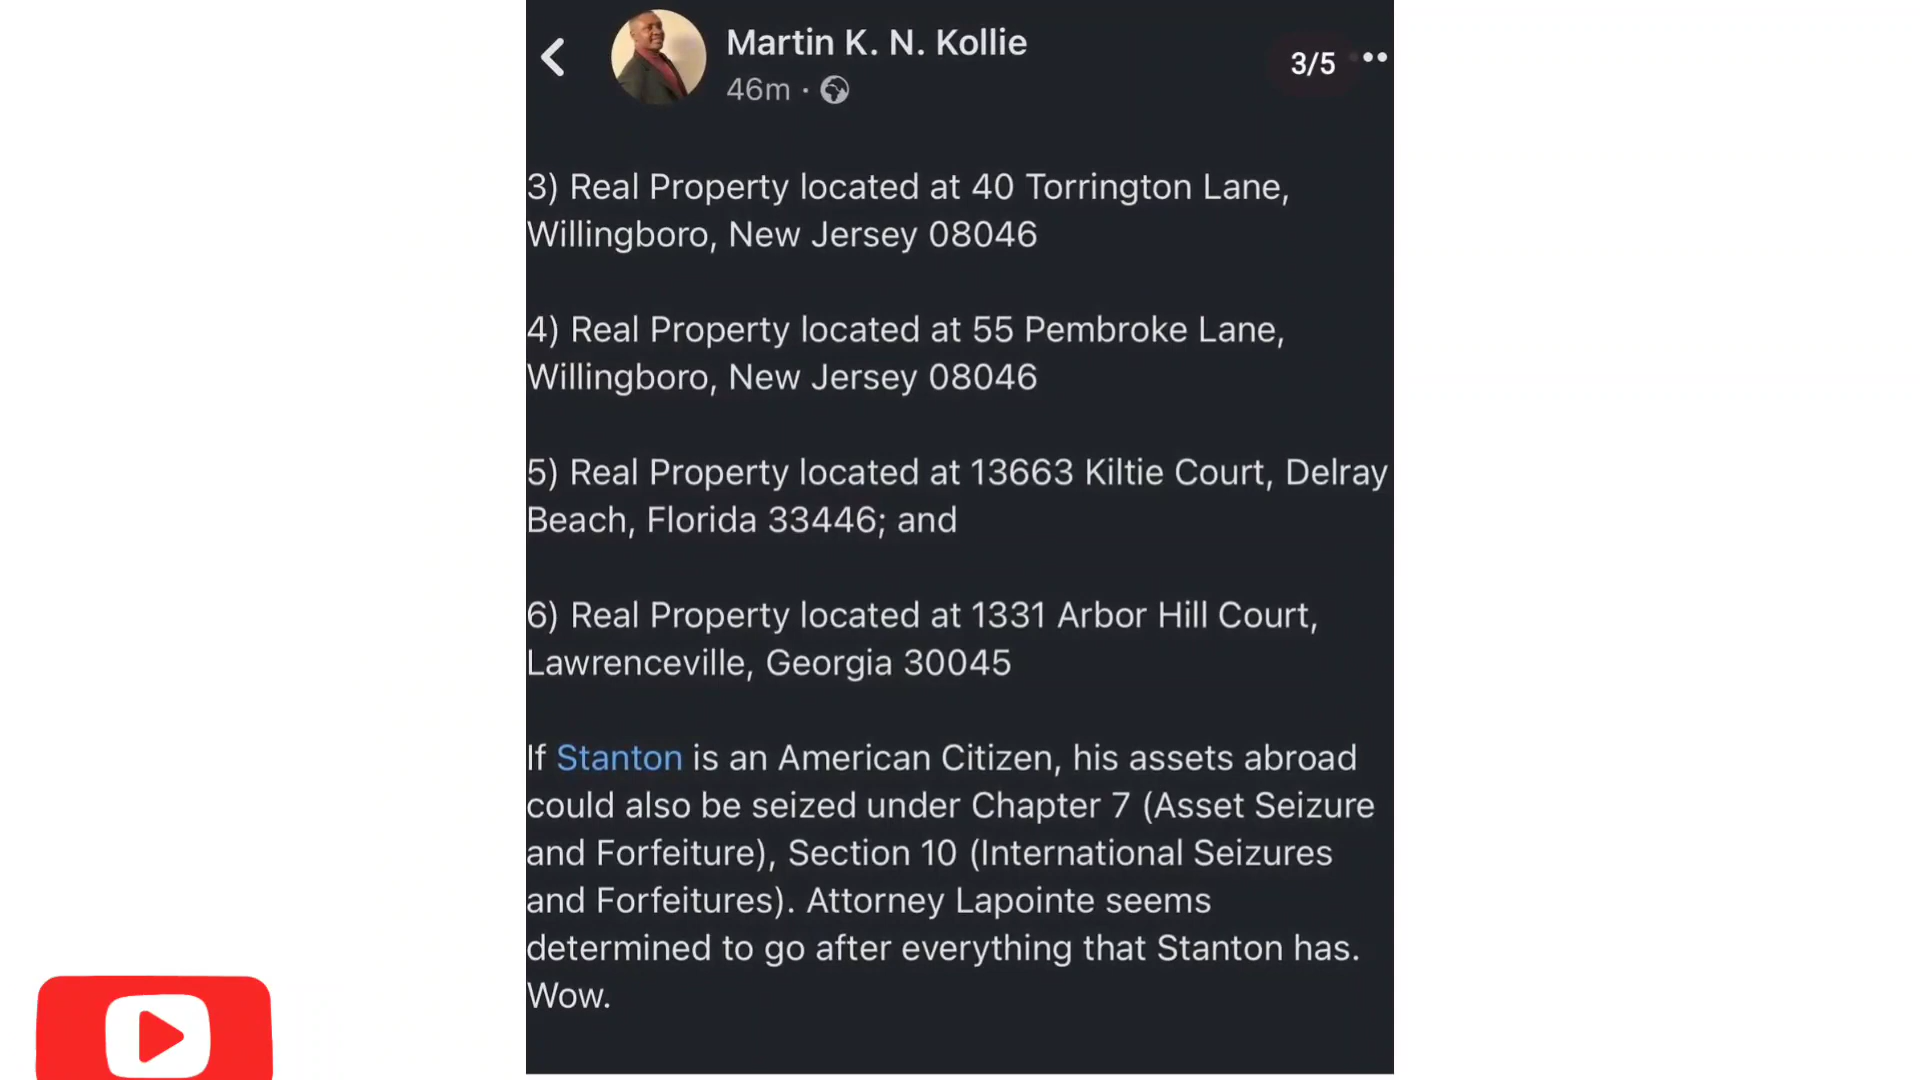 Martin K. N. Kollie
46m ·
3/5
3) Real Property located at 40 Torrington Lane,
Willingboro, New Jersey 08046
4) Real Property located at 55 Pembroke Lane,
Willingboro, New Jersey 08046
5) Real Property located at 13663 Kiltie Court, Delray
Beach, Florida 33446; and
6) Real Property located at 1331 Arbor Hill Court,
Lawrenceville, Georgia 30045
If Stanton is an American Citizen, his assets abroad
could also be seized under Chapter 7 (Asset Seizure
and Forfeiture), Section 10 (International Seizures
and Forfeitures). Attorney Lapointe seems
determined to go after everything that Stanton has.
Wow.